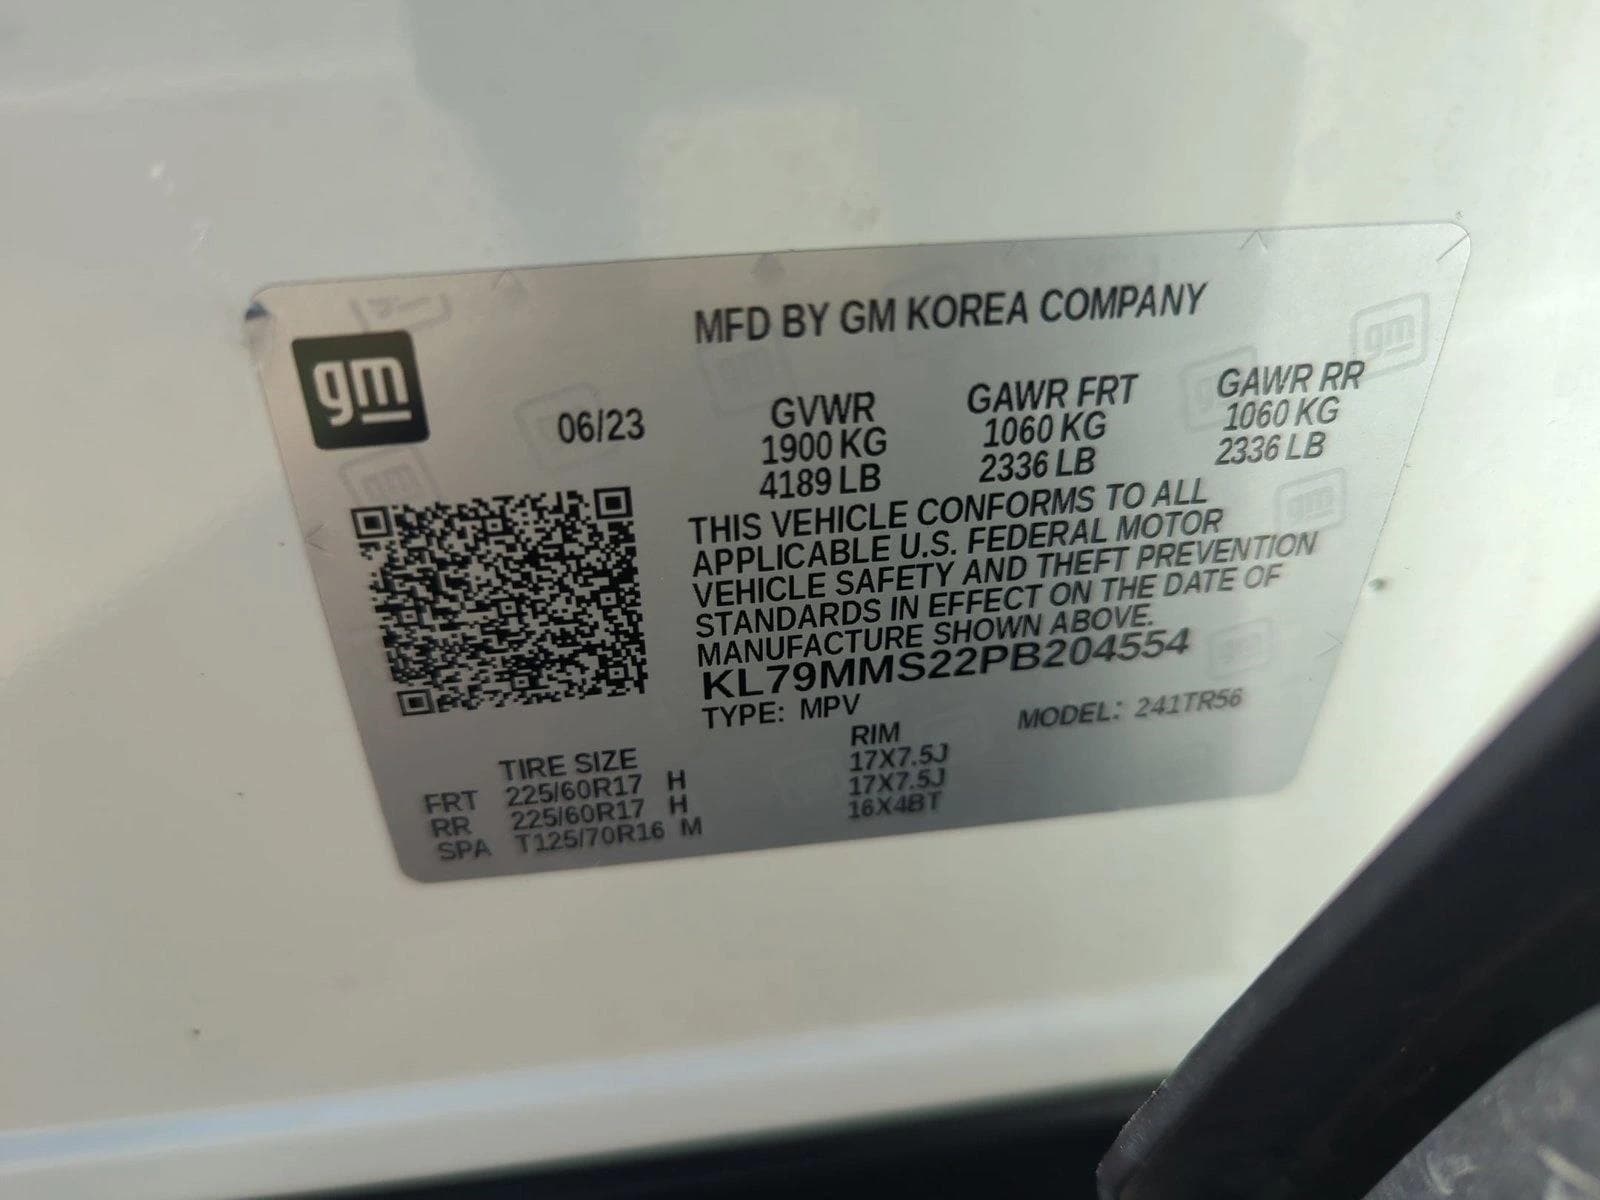 gm
MFD BY GM KOREA COMPANY
06/23
GVWR GAWR FRT GAWR RR
1900 KG 1060 KG 1060 KG
4189 LB 2336 LB 2336 LB
THIS VEHICLE CONFORMS TO ALL
APPLICABLE U.S. FEDERAL MOTOR
VEHICLE SAFETY AND THEFT PREVENTION
STANDARDS IN EFFECT ON THE DATE OF
MANUFACTURE SHOWN ABOVE.
KL79MMS22PB204554
TYPE: MPV MODEL: 241TR56
TIRE SIZE RIM
FRT 225/60R17 H 17X7.5J
RR 225/60R17 H 17X7.5J
SPA T125/70R16 M 16X4BT